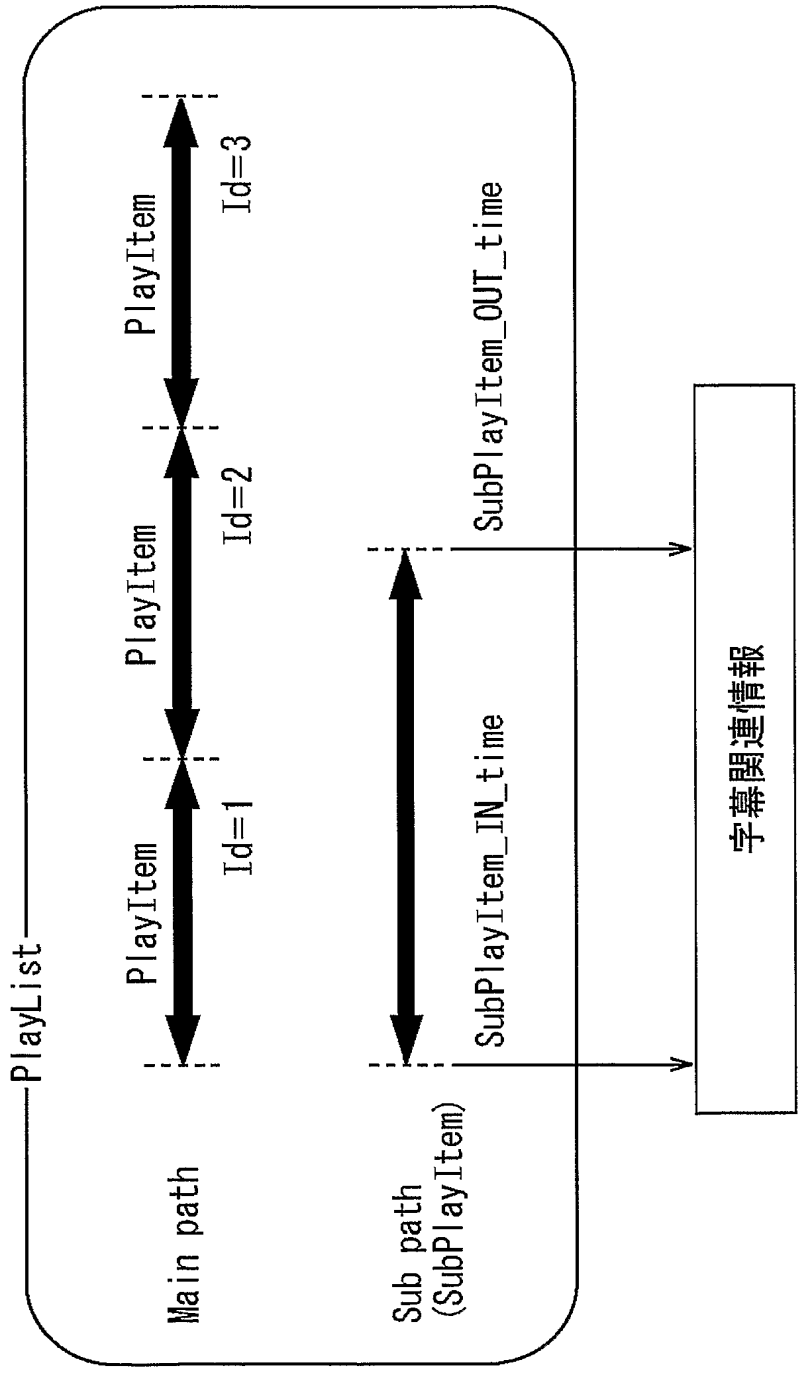 PlayList
Main path
PlayItem
Id=1
PlayItem
Id=2
PlayItem
Id=3
Sub path
(SubPlayItem)
SubPlayItem_IN_time
SubPlayItem_OUT_time
字幕関連情報